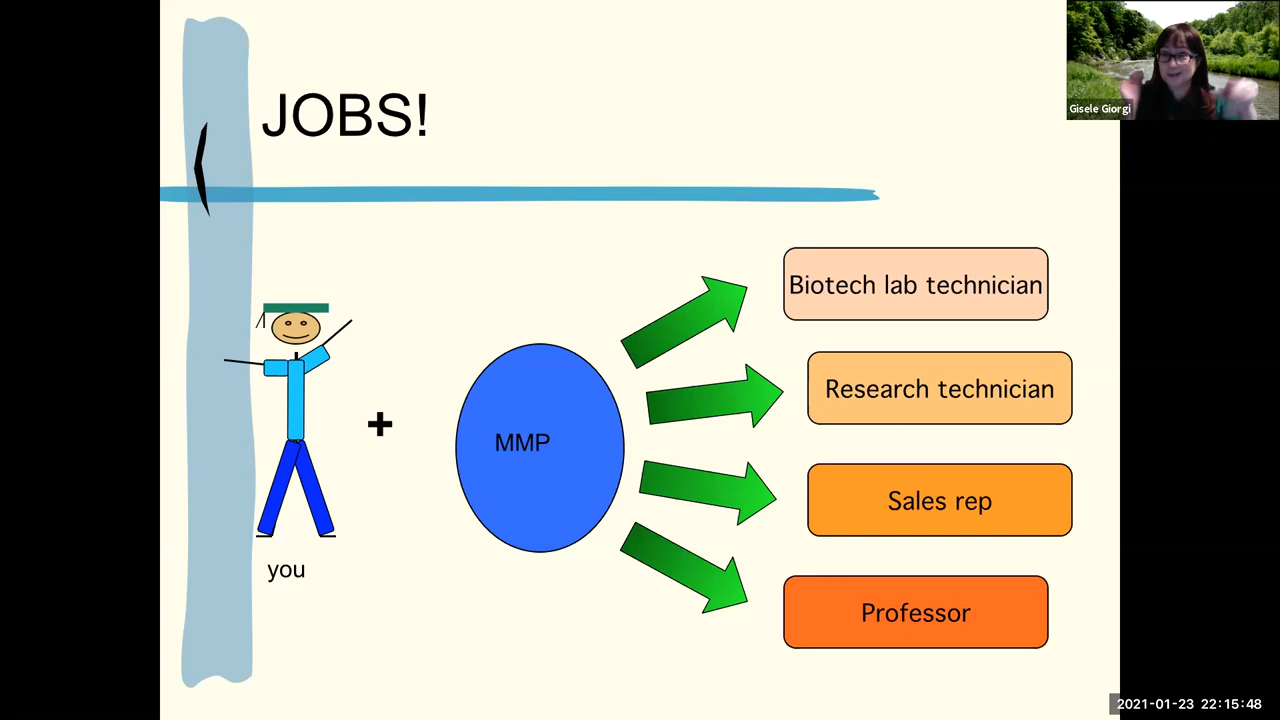 JOBS!
Gisele Giorgi
Biotech lab technician
Research technician
MMP
Sales rep
you
Professor
2021-01-23 22:15:48